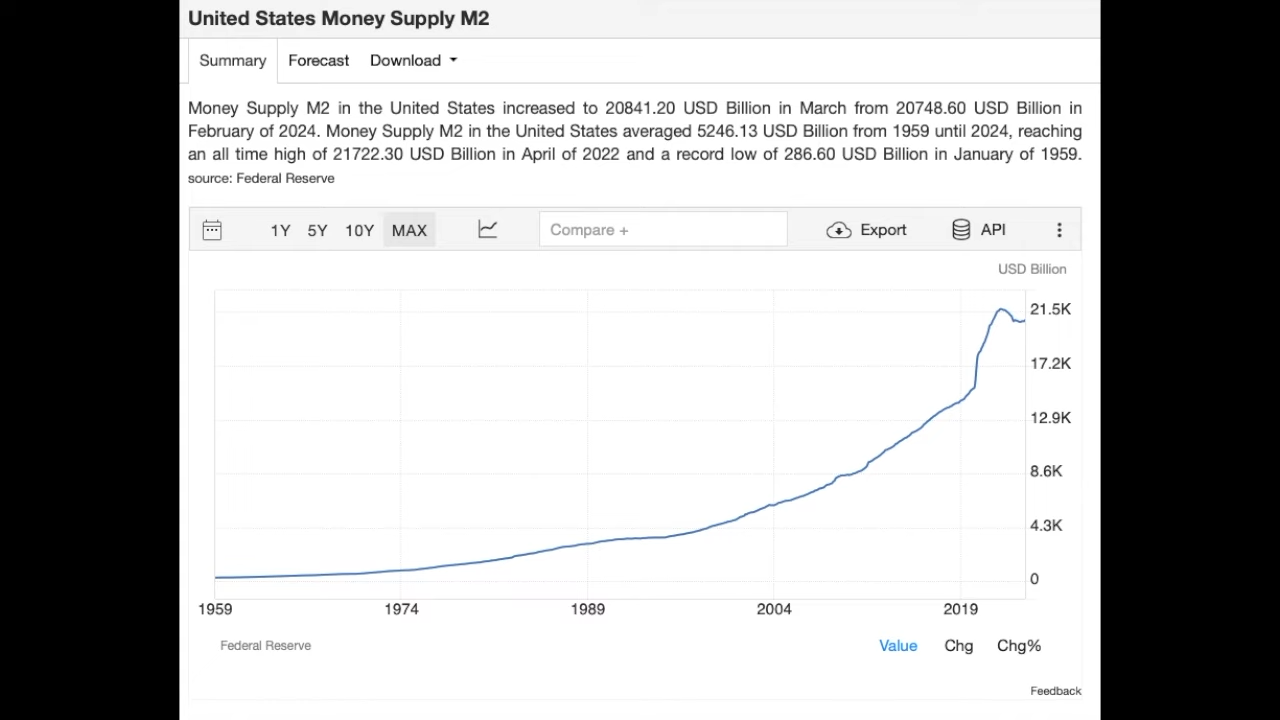 United States Money Supply M2
Summary Forecast Download
Money Supply M2 in the United States increased to 20841.20 USD Billion in March from 20748.60 USD Billion in
February of 2024. Money Supply M2 in the United States averaged 5246.13 USD Billion from 1959 until 2024, reaching
an all time high of 21722.30 USD Billion in April of 2022 and a record low of 286.60 USD Billion in January of 1959.
source: Federal Reserve
1Y 5Y 10Y MAX Compare + Export API
USD Billion
21.5K
17.2K
12.9K
8.6K
4.3K
0
1959 1974 1989 2004 2019
Federal Reserve Value Chg Chg%
Feedback